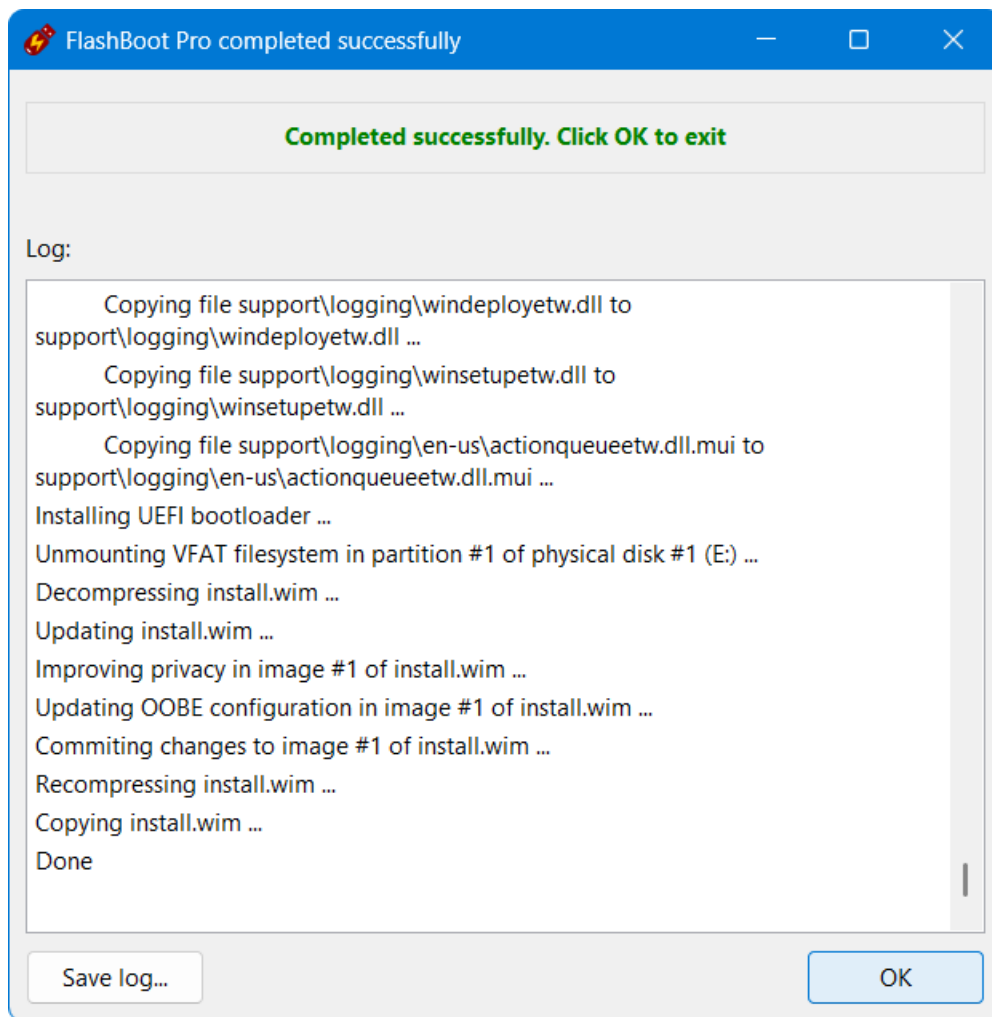 FlashBoot Pro completed successfully
Completed successfully. Click OK to exit
Log:
Copying file support\logging\windeployetw.dll to
support\logging\windeployetw.dll ...
Copying file support\logging\winsetupetw.dll to
support\logging\winsetupetw.dll ...
Copying file support\logging\en-us\actionqueueetw.dll.mui to
support\logging\en-us\actionqueueetw.dll.mui ...
Installing UEFI bootloader ...
Unmounting VFAT filesystem in partition #1 of physical disk #1 (E:) ...
Decompressing install.wim ...
Updating install.wim ...
Improving privacy in image #1 of install.wim ...
Updating OOBE configuration in image #1 of install.wim ...
Commiting changes to image #1 of install.wim ...
Recompressing install.wim ...
Copying install.wim ...
Done
Save log...
OK